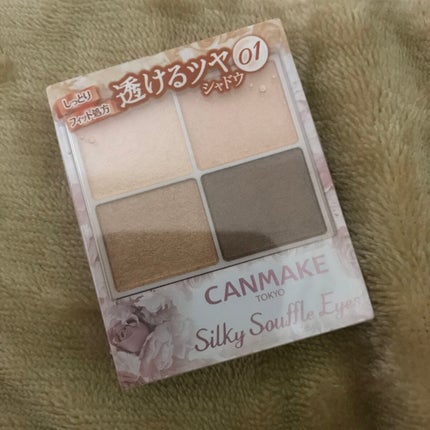 しっとり
フィット処方
透けるツヤ
シャドウ
01
CANMAKE
TOKYO
Silky Souffle Eyes